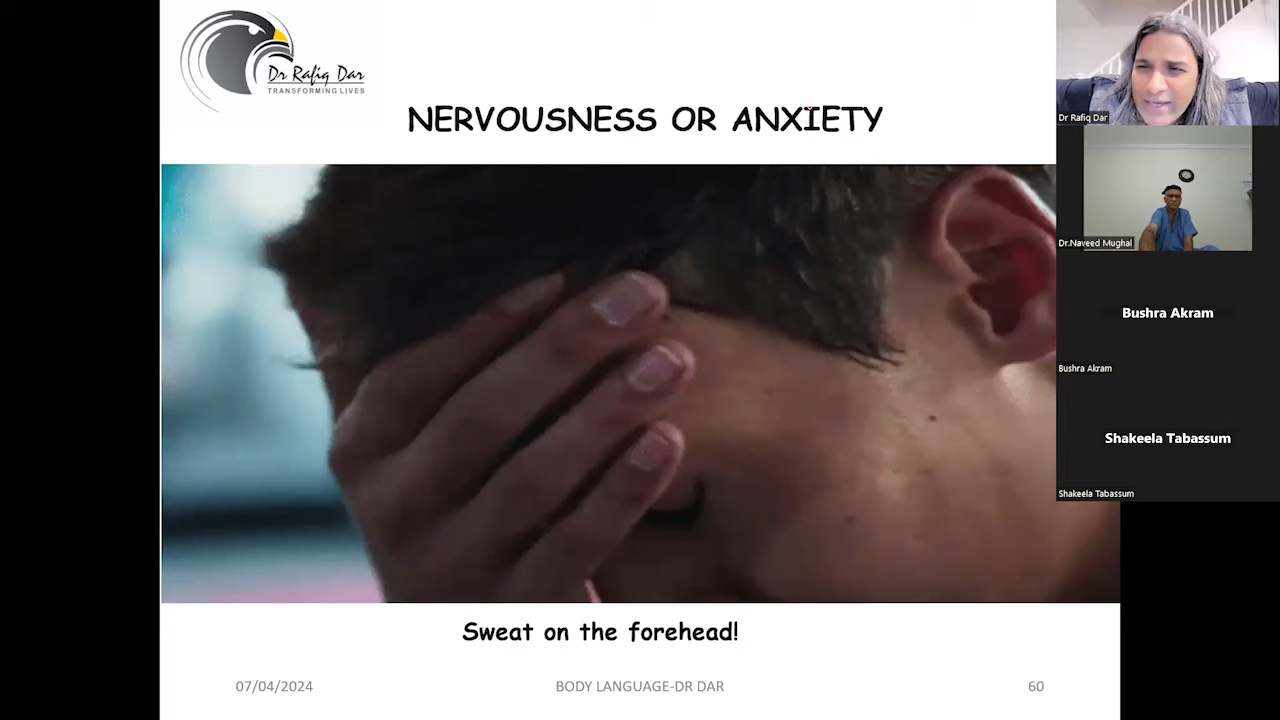 Dr Rafiq Dar
TRANSFORMING LIVES
NERVOUSNESS OR ANXIETY
Sweat on the forehead!
07/04/2024
BODY LANGUAGE-DR DAR
60
Dr Rafiq Dar
Dr.Naveed Mughal
Bushra Akram
Bushra Akram
Shakeela Tabassum
Shakeela Tabassum